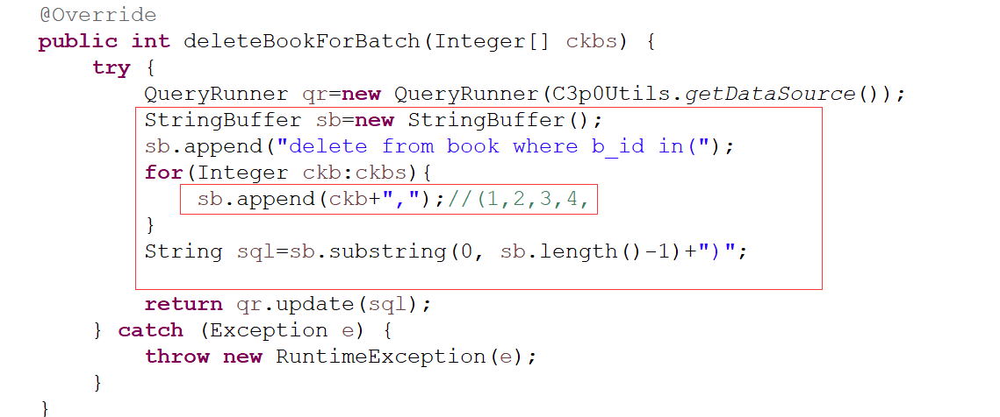 @Override
public int deleteBookForBatch(Integer[] ckbs) {
try {
QueryRunner qr=new QueryRunner(C3p0Utils.getDataSource());
StringBuffer sb=new StringBuffer();
sb.append("delete from book where b_id in(");
for(Integer ckb:ckbs){
sb.append(ckb+",");//(1,2,3,4,
}
String sql=sb.substring(0, sb.length()-1)+")";
return qr.update(sql);
} catch (Exception e) {
throw new RuntimeException(e);
}
}